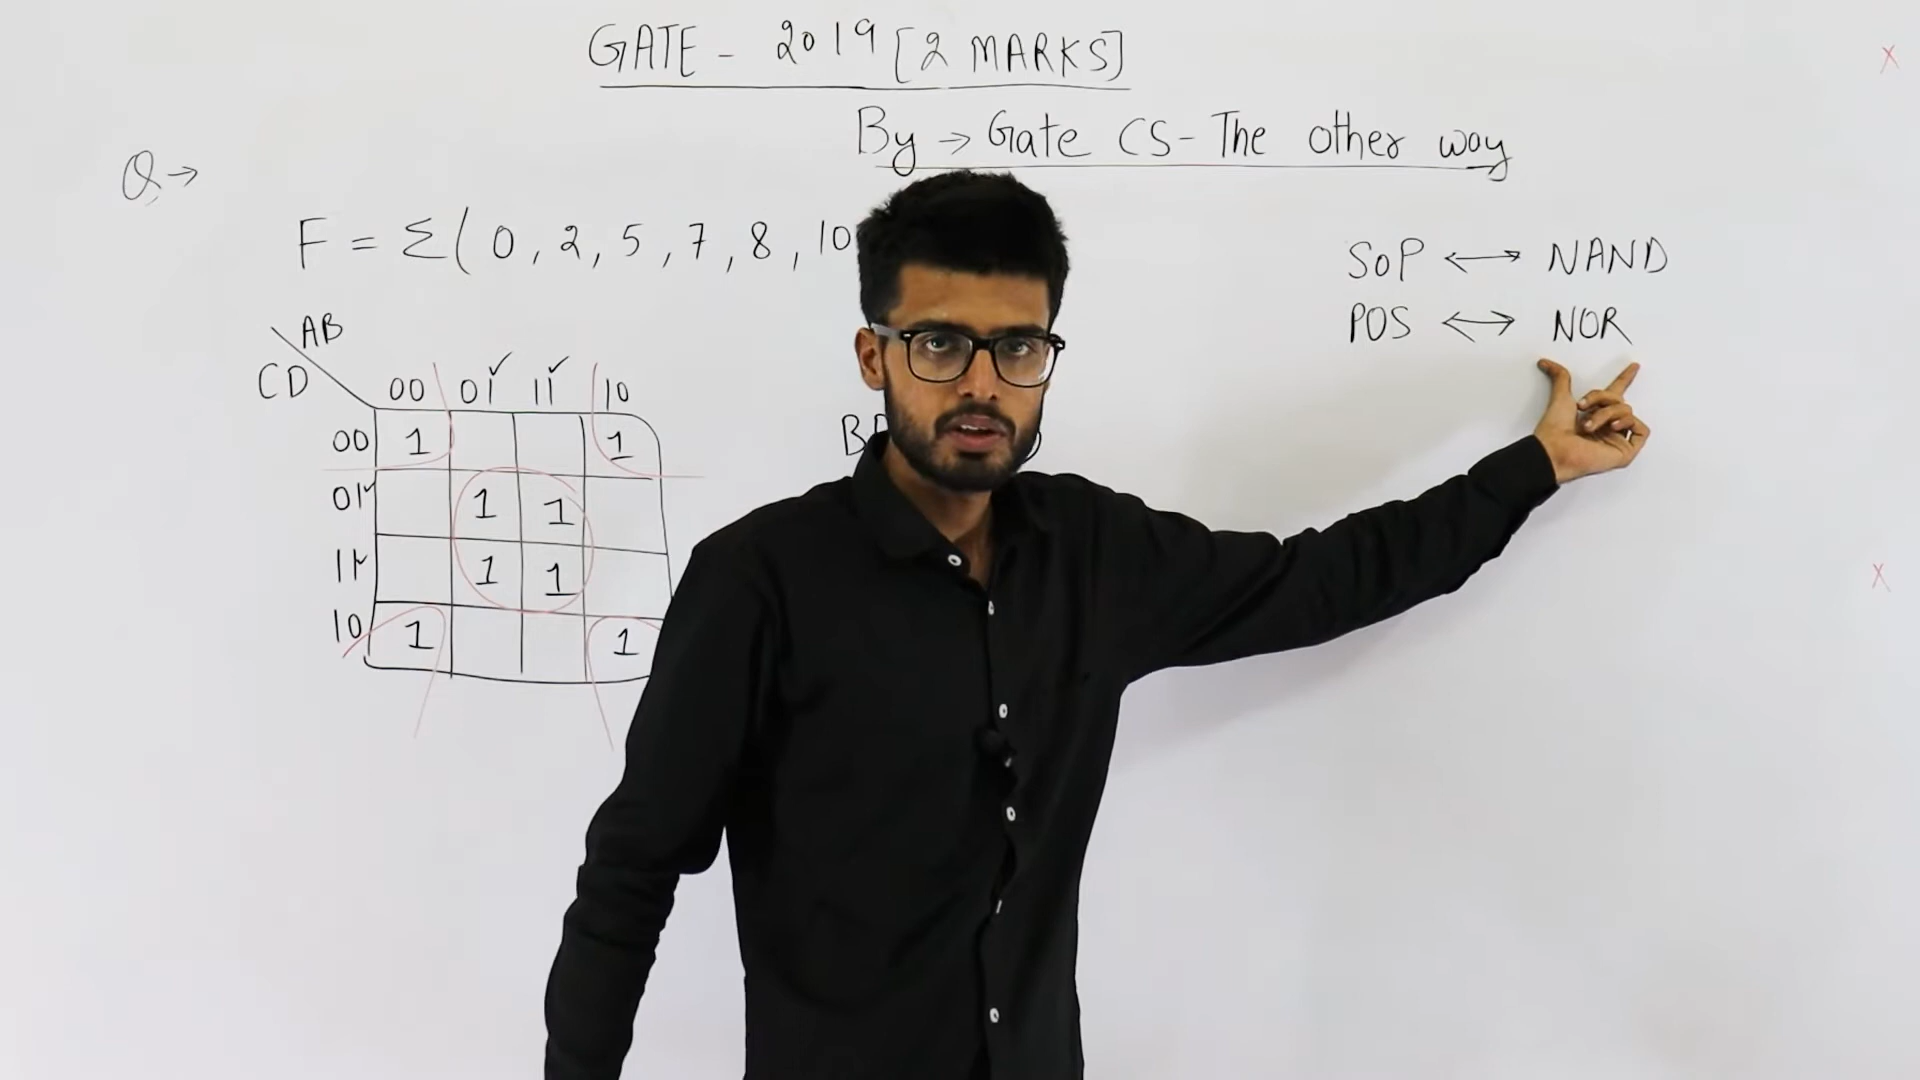 GATE - 2019 [2 MARKS]
By → Gate CS - The other way
Q →
F = Σ( 0, 2, 5, 7, 8, 10
SOP ↔ NAND
POS ↔ NOR
AB
CD
00 01 11 10
00 1 1
01 1 1
11 1 1
10 1 1